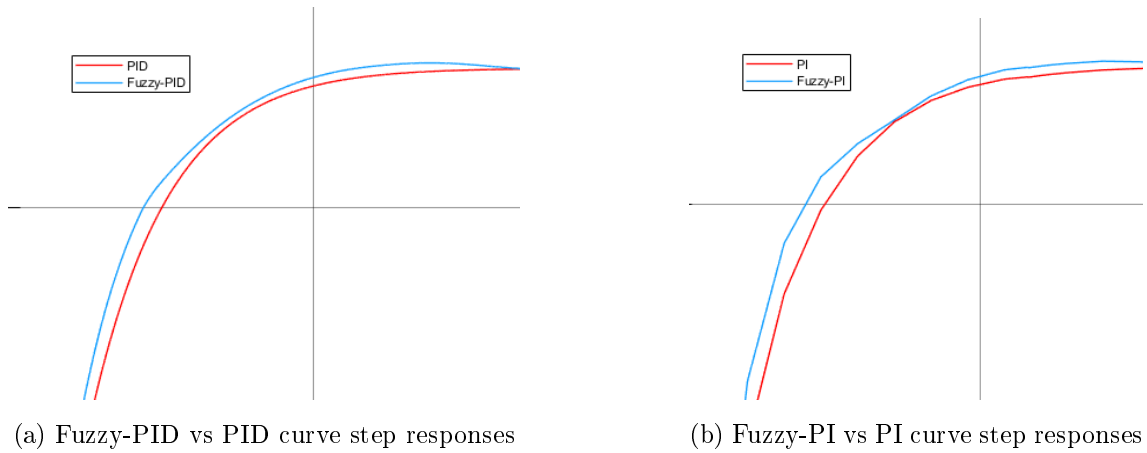 PID
Fuzzy-PID
PI
Fuzzy-PI
(a) Fuzzy-PID vs PID curve step responses
(b) Fuzzy-PI vs PI curve step responses